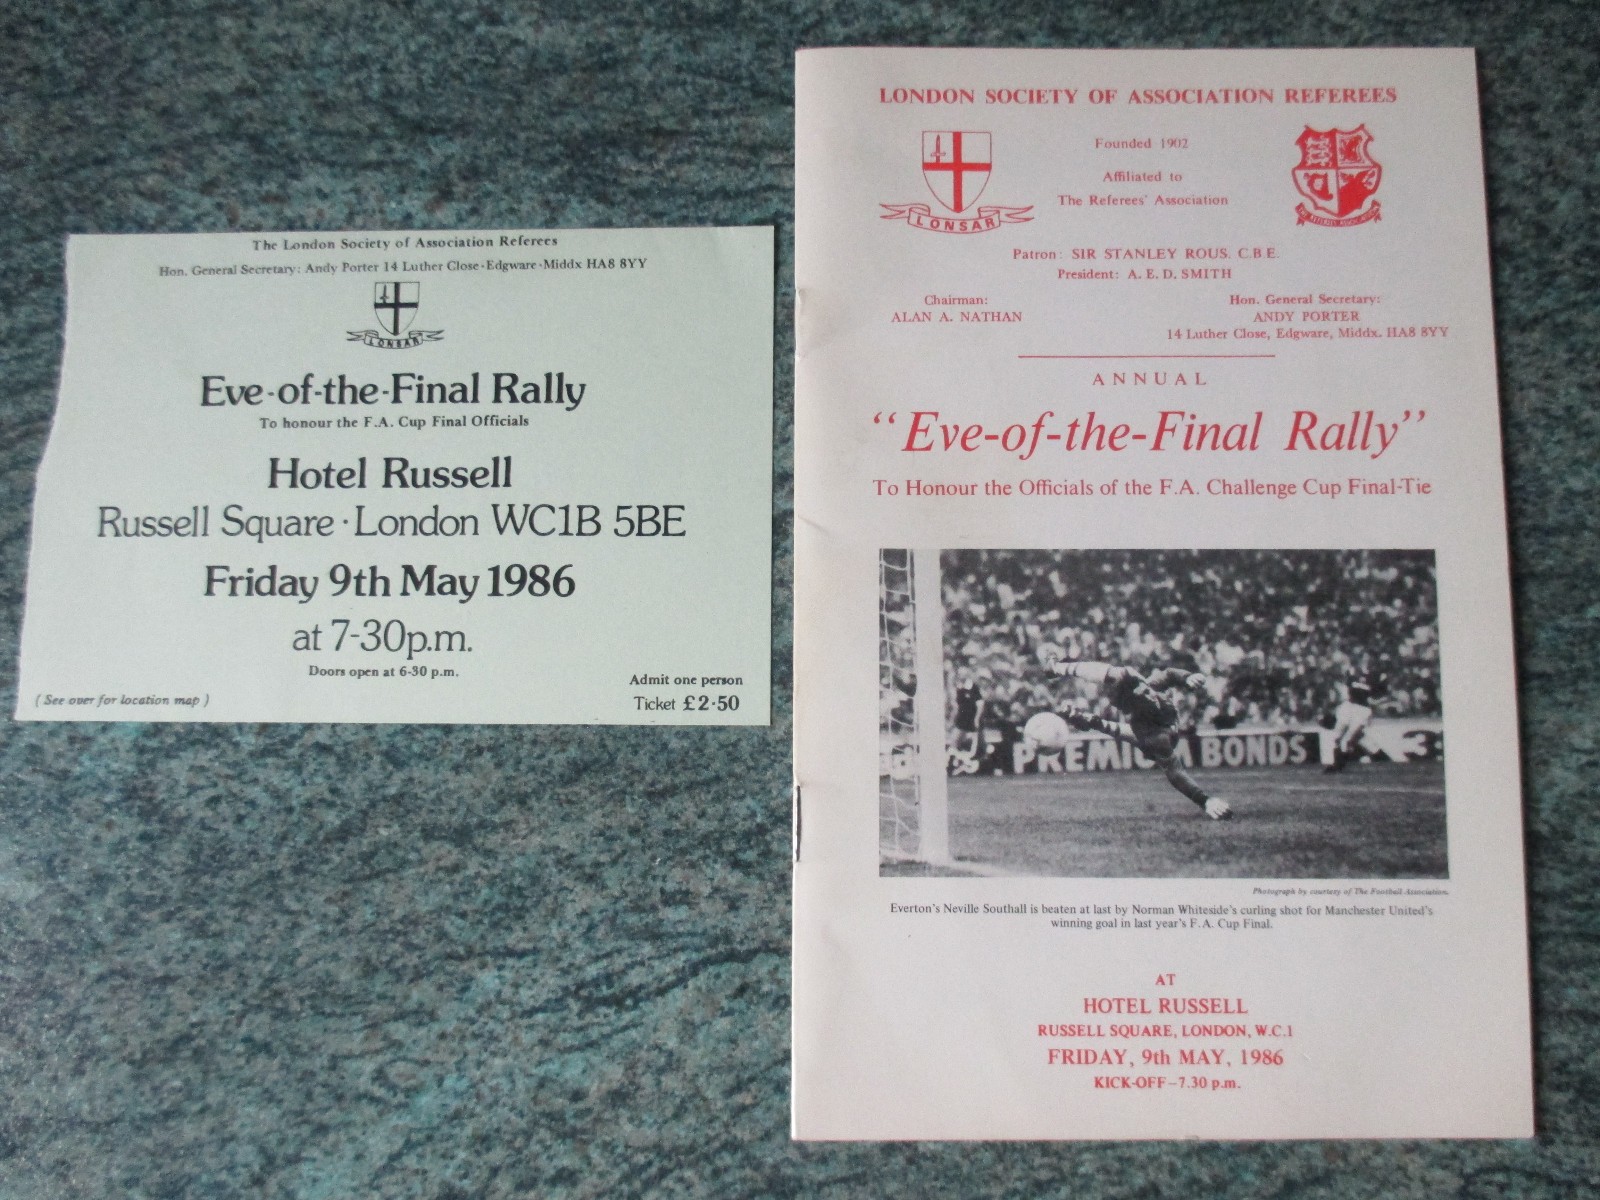 The London Society of Association Referees
Hon. General Secretary: Andy Porter 14 Luther Close·Edgware·Middx HA8 8YY
LONSAR
Eve-of-the-Final Rally
To honour the F.A. Cup Final Officials
Hotel Russell
Russell Square·London WC1B 5BE
Friday 9th May 1986
at 7-30p.m.
Doors open at 6-30 p.m.
(See over for location map)
Admit one person
Ticket £2·50
LONDON SOCIETY OF ASSOCIATION REFEREES
Founded 1902
Affiliated to
The Referees' Association
LONSAR
Patron: SIR STANLEY ROUS. C.B.E.
President: A. E. D. SMITH
Chairman:
ALAN A. NATHAN
Hon. General Secretary:
ANDY PORTER
14 Luther Close, Edgware, Middx. HA8 8YY
ANNUAL
"Eve-of-the-Final Rally"
To Honour the Officials of the F.A. Challenge Cup Final-Tie
PREMIUM BONDS
Photograph by courtesy of The Football Association.
Everton's Neville Southall is beaten at last by Norman Whiteside's curling shot for Manchester United's
winning goal in last year's F.A. Cup Final.
AT
HOTEL RUSSELL
RUSSELL SQUARE, LONDON, W.C.1
FRIDAY, 9th MAY, 1986
KICK-OFF–7.30 p.m.